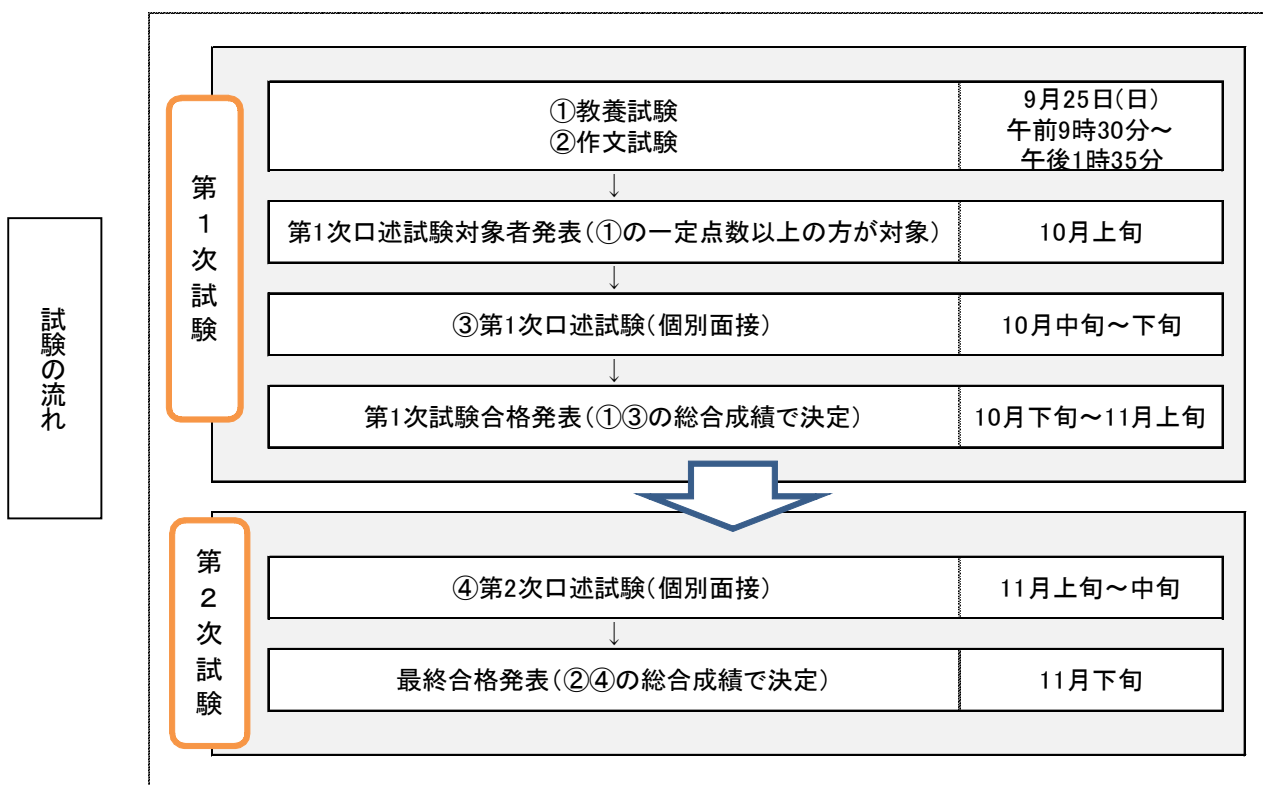 試験の流れ
第1次試験
①教養試験
②作文試験
9月25日(日)
午前9時30分～
午後1時35分
↓
第1次口述試験対象者発表(①の一定点数以上の方が対象)
10月上旬
↓
③第1次口述試験(個別面接)
10月中旬～下旬
↓
第1次試験合格発表(①③の総合成績で決定)
10月下旬～11月上旬
第2次試験
④第2次口述試験(個別面接)
11月上旬～中旬
↓
最終合格発表(②④の総合成績で決定)
11月下旬